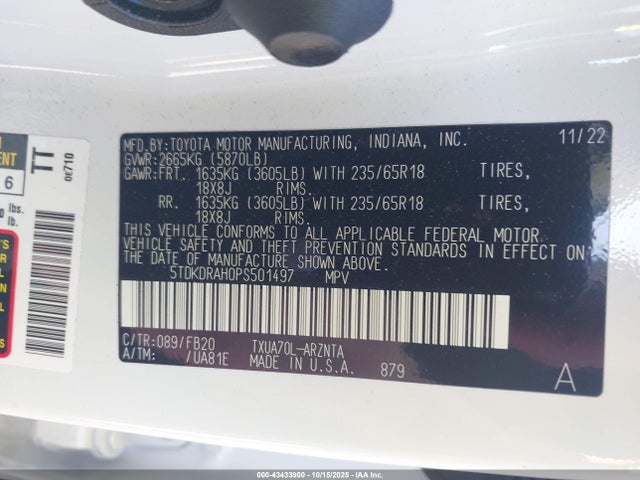 ENT
6
TT
0E710
lbs.
MFD.BY:TOYOTA MOTOR MANUFACTURING, INDIANA, INC. 11/22
GVWR:2665KG (5870LB)
GAWR:FRT. 1635KG (3605LB) WITH 235/65R18 TIRES,
18X8J RIMS.
RR. 1635KG (3605LB) WITH 235/65R18 TIRES,
18X8J RIMS.
THIS VEHICLE CONFORMS TO ALL APPLICABLE FEDERAL MOTOR
VEHICLE SAFETY AND THEFT PREVENTION STANDARDS IN EFFECT ON
THE DATE OF MANUFACTURE SHOWN ABOVE.
5TDKDRAH0PS501497 MPV
C/TR:089/FB20 TXUA70L-ARZNTA
A/TM: /UA81E MADE IN U.S.A. 879
A
000-43433900 - 10/15/2025 - IAA Inc.